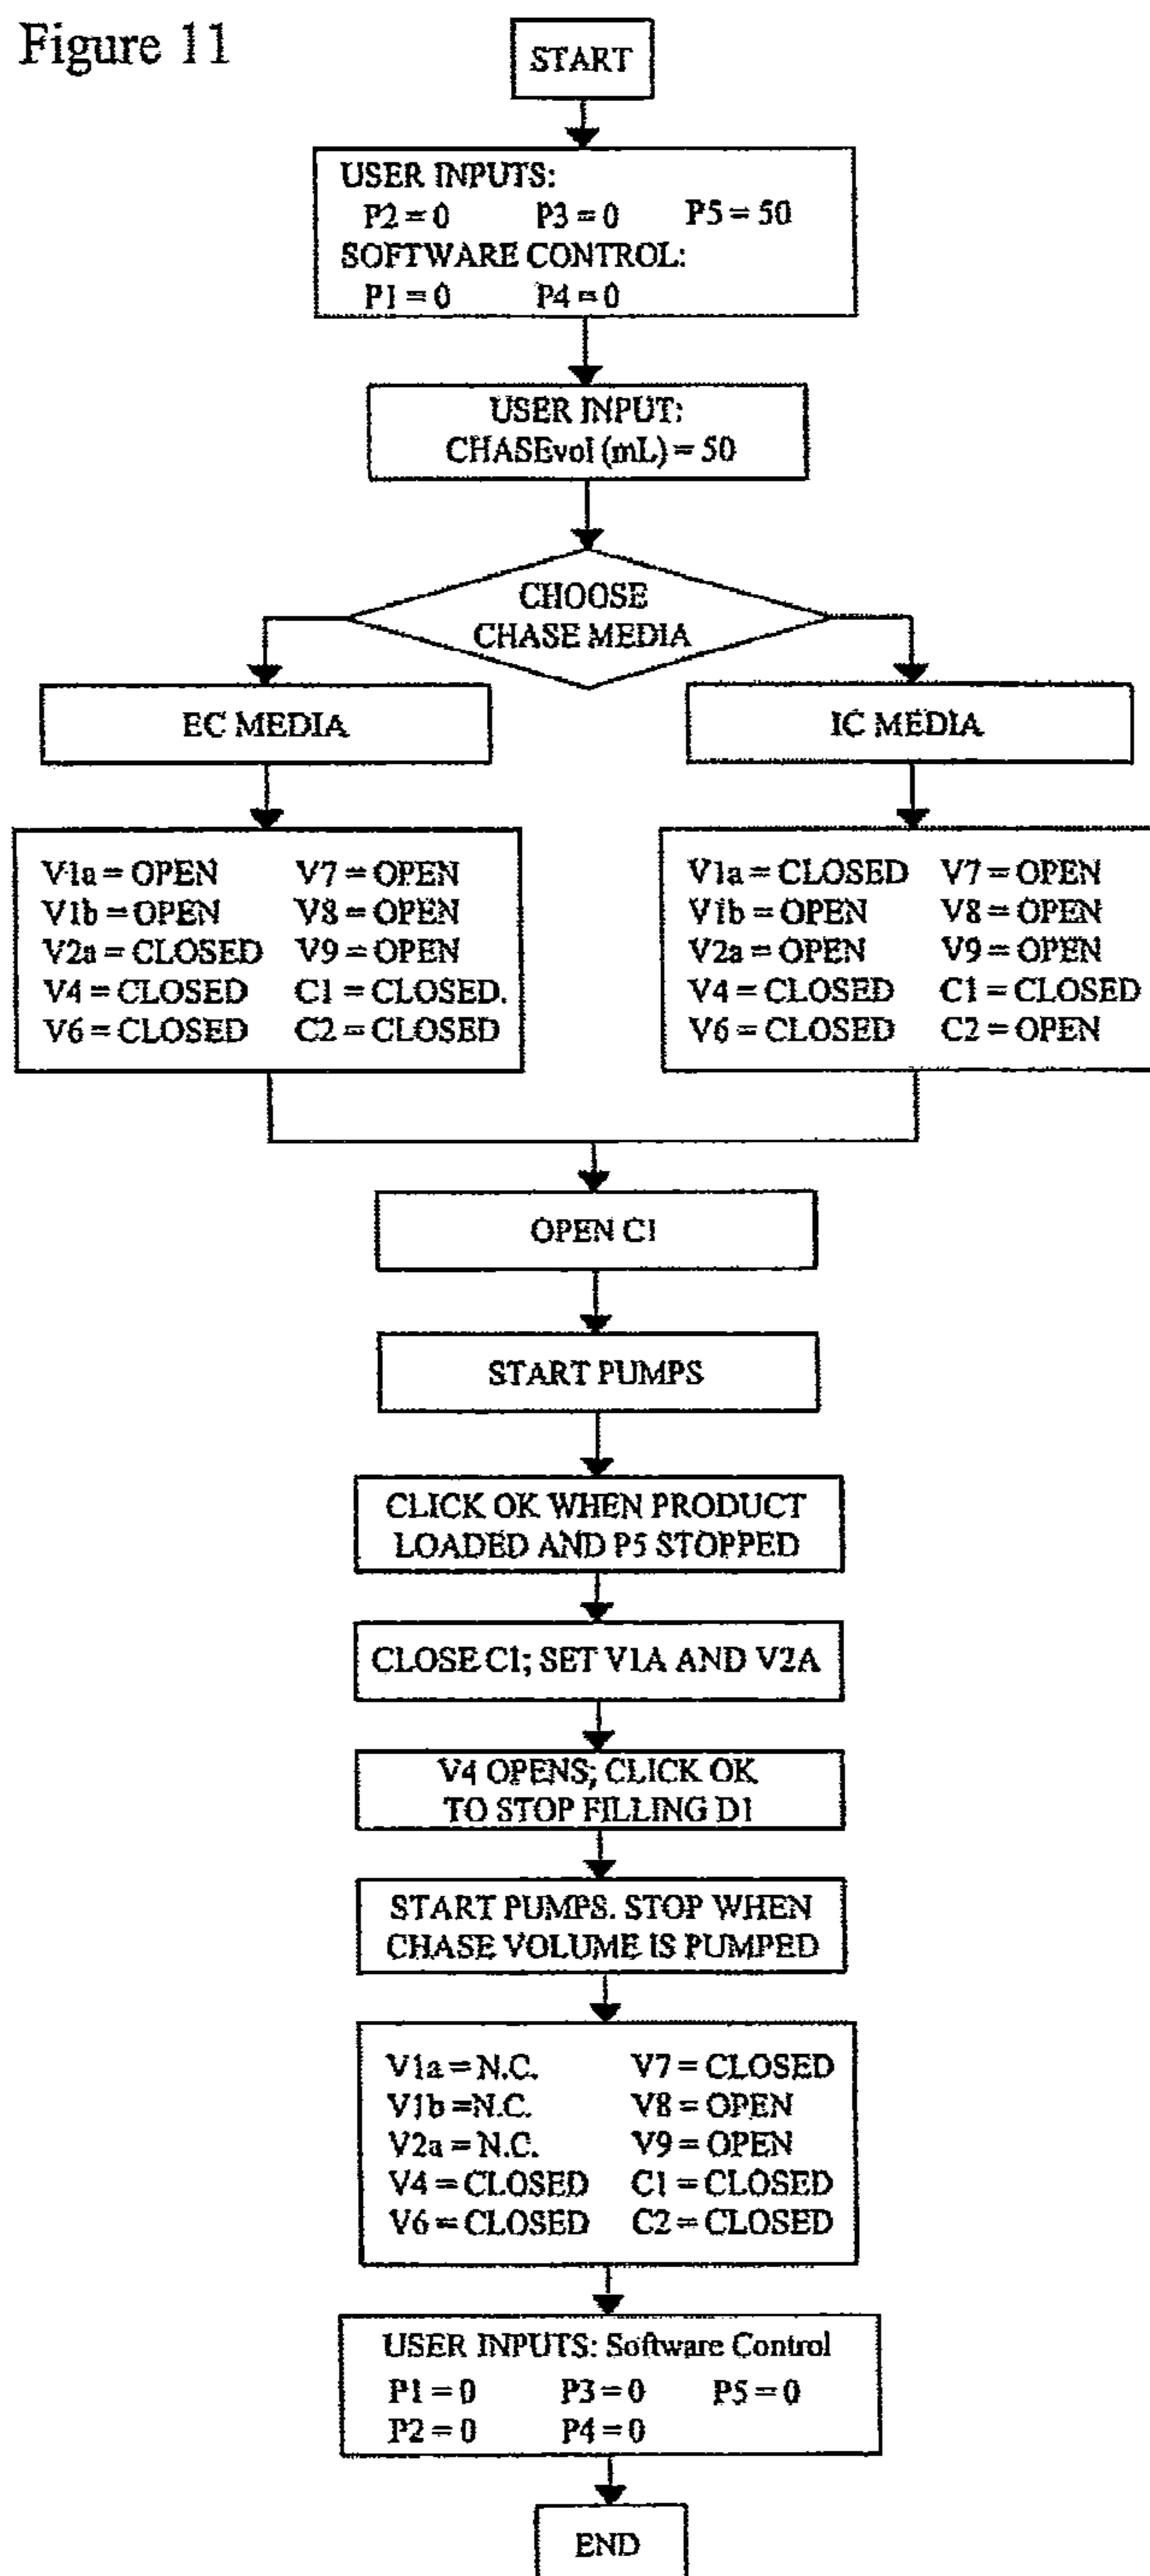 Figure 11
START
USER INPUTS:
P2 = 0 P3 = 0 P5 = 50
SOFTWARE CONTROL:
P1 = 0 P4 = 0
USER INPUT:
CHASEvol (mL) = 50
CHOOSE
CHASE MEDIA
EC MEDIA
IC MEDIA
V1a = OPEN V7 = OPEN
V1b = OPEN V8 = OPEN
V2a = CLOSED V9 = OPEN
V4 = CLOSED C1 = CLOSED.
V6 = CLOSED C2 = CLOSED
V1a = CLOSED V7 = OPEN
V1b = OPEN V8 = OPEN
V2a = OPEN V9 = OPEN
V4 = CLOSED C1 = CLOSED
V6 = CLOSED C2 = OPEN
OPEN C1
START PUMPS
CLICK OK WHEN PRODUCT
LOADED AND P5 STOPPED
CLOSE C1; SET V1A AND V2A
V4 OPENS; CLICK OK
TO STOP FILLING D1
START PUMPS. STOP WHEN
CHASE VOLUME IS PUMPED
V1a = N.C. V7 = CLOSED
V1b =N.C. V8 = OPEN
V2a = N.C. V9 = OPEN
V4 = CLOSED C1 = CLOSED
V6 = CLOSED C2 = CLOSED
USER INPUTS: Software Control
P1 = 0 P3 = 0 P5 = 0
P2 = 0 P4 = 0
END